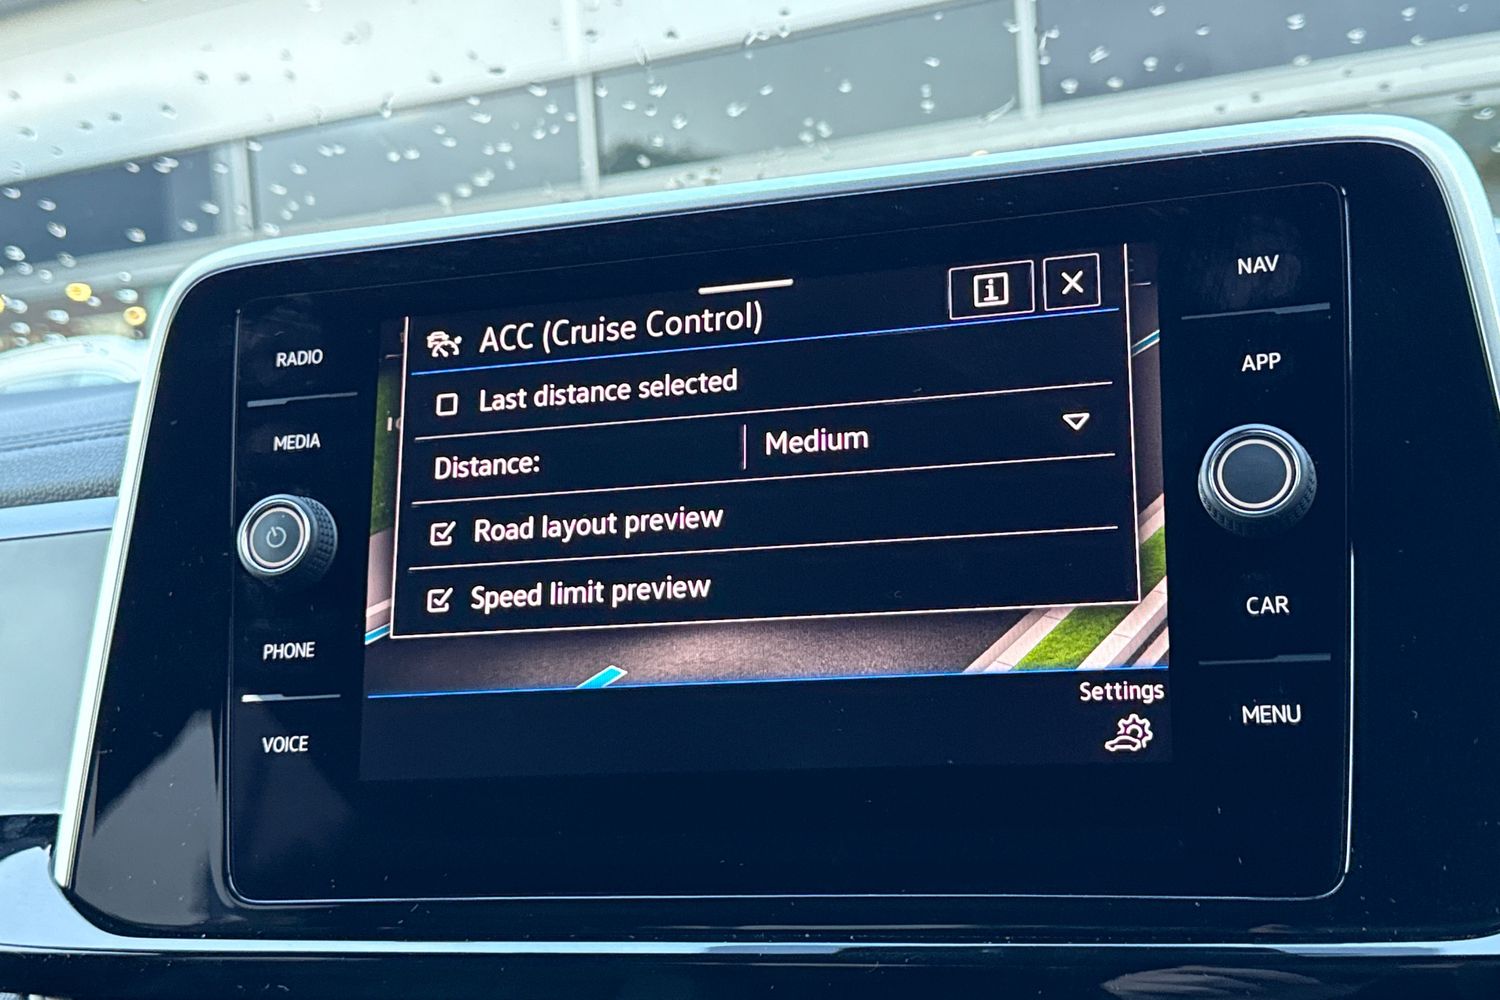 RADIO
MEDIA
PHONE
VOICE
ACC (Cruise Control)
i
Last distance selected
Distance: Medium
Road layout preview
Speed limit preview
Settings
NAV
APP
CAR
MENU